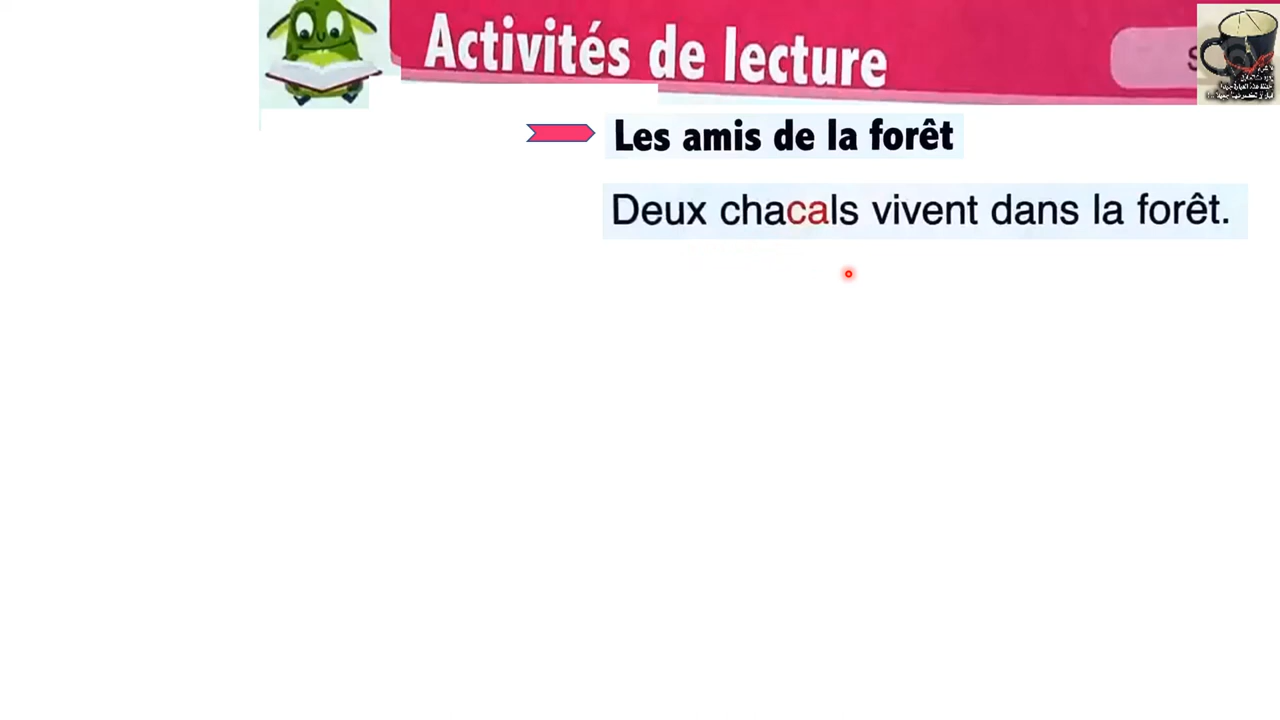 Activités de lecture
Les amis de la forêt
Deux chacals vivent dans la forêt.